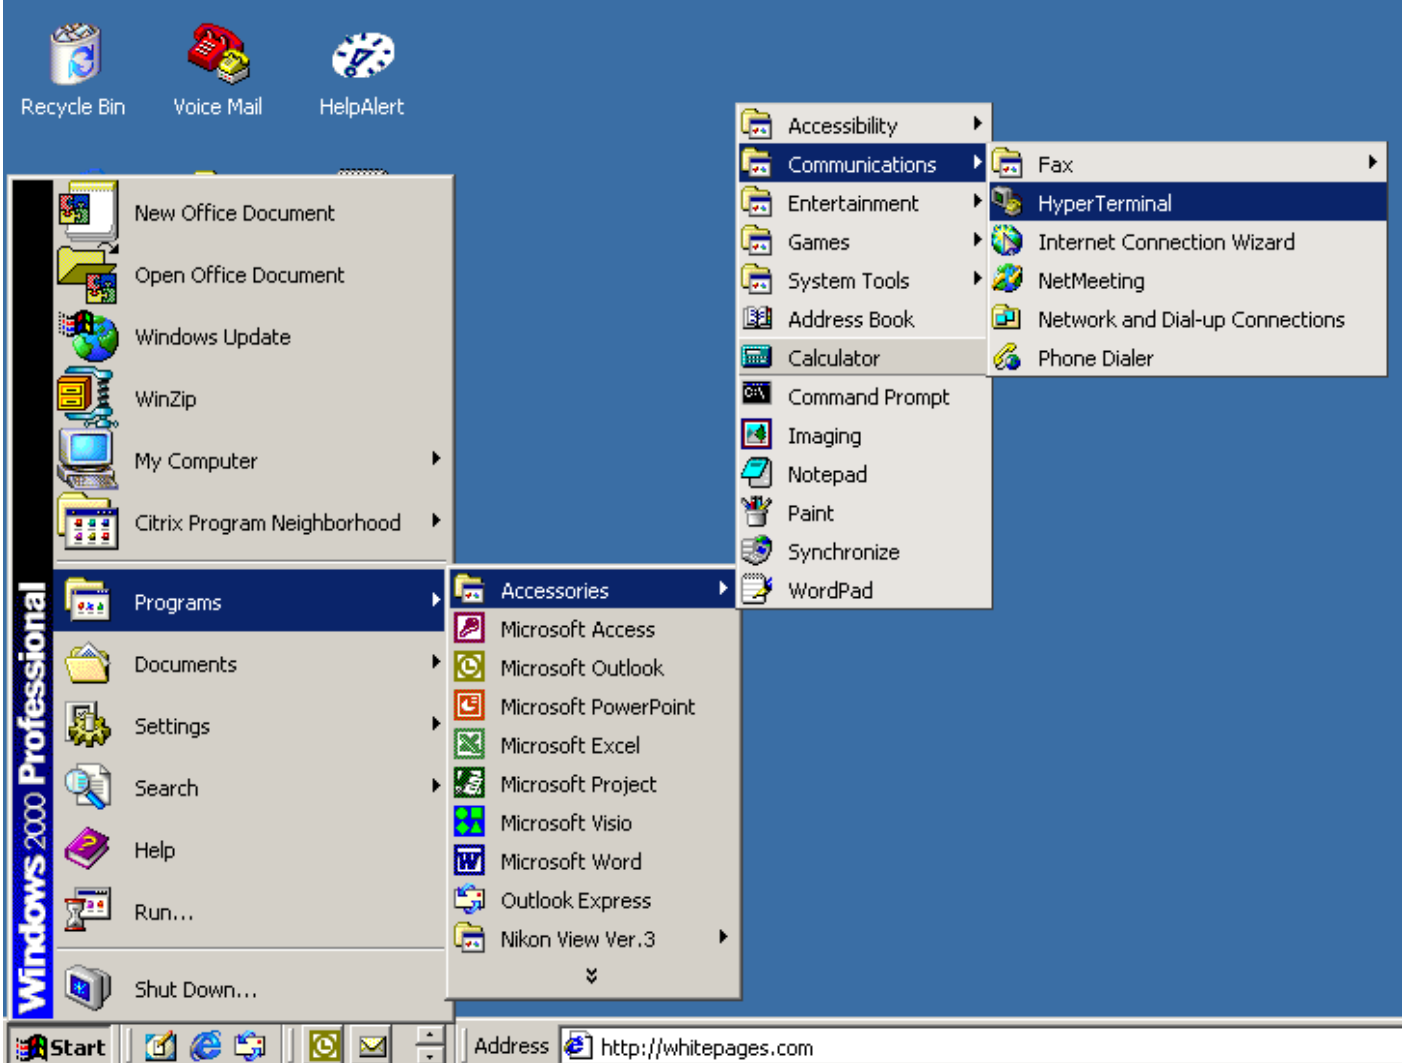 Recycle Bin
Voice Mail
HelpAlert
New Office Document
Open Office Document
Windows Update
WinZip
My Computer
Citrix Program Neighborhood
Programs
Documents
Settings
Search
Help
Run...
Shut Down...
Windows 2000 Professional
Accessories
Microsoft Access
Microsoft Outlook
Microsoft PowerPoint
Microsoft Excel
Microsoft Project
Microsoft Visio
Microsoft Word
Outlook Express
Nikon View Ver.3
Accessibility
Communications
Entertainment
Games
System Tools
Address Book
Calculator
Command Prompt
Imaging
Notepad
Paint
Synchronize
WordPad
Fax
HyperTerminal
Internet Connection Wizard
NetMeeting
Network and Dial-up Connections
Phone Dialer
Start
Address
http://whitepages.com